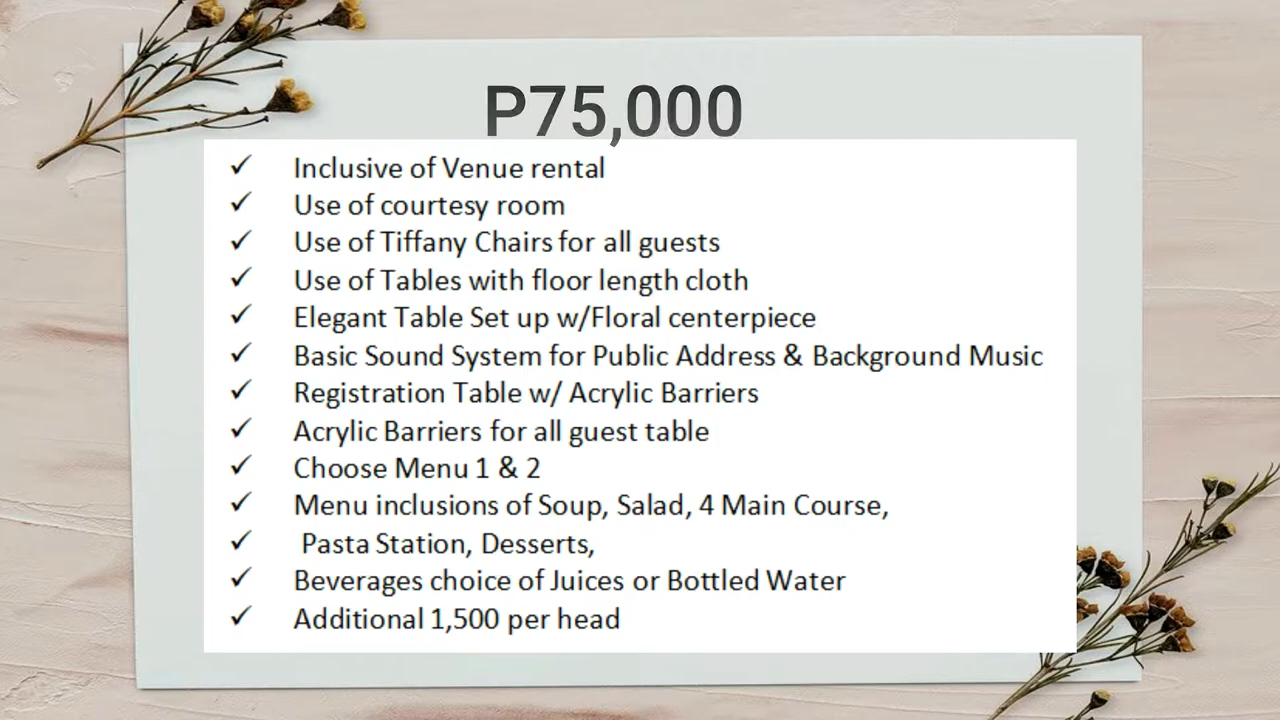 P75,000
✓ Inclusive of Venue rental
✓ Use of courtesy room
✓ Use of Tiffany Chairs for all guests
✓ Use of Tables with floor length cloth
✓ Elegant Table Set up w/Floral centerpiece
✓ Basic Sound System for Public Address & Background Music
✓ Registration Table w/ Acrylic Barriers
✓ Acrylic Barriers for all guest table
✓ Choose Menu 1 & 2
✓ Menu inclusions of Soup, Salad, 4 Main Course,
✓ Pasta Station, Desserts,
✓ Beverages choice of Juices or Bottled Water
✓ Additional 1,500 per head